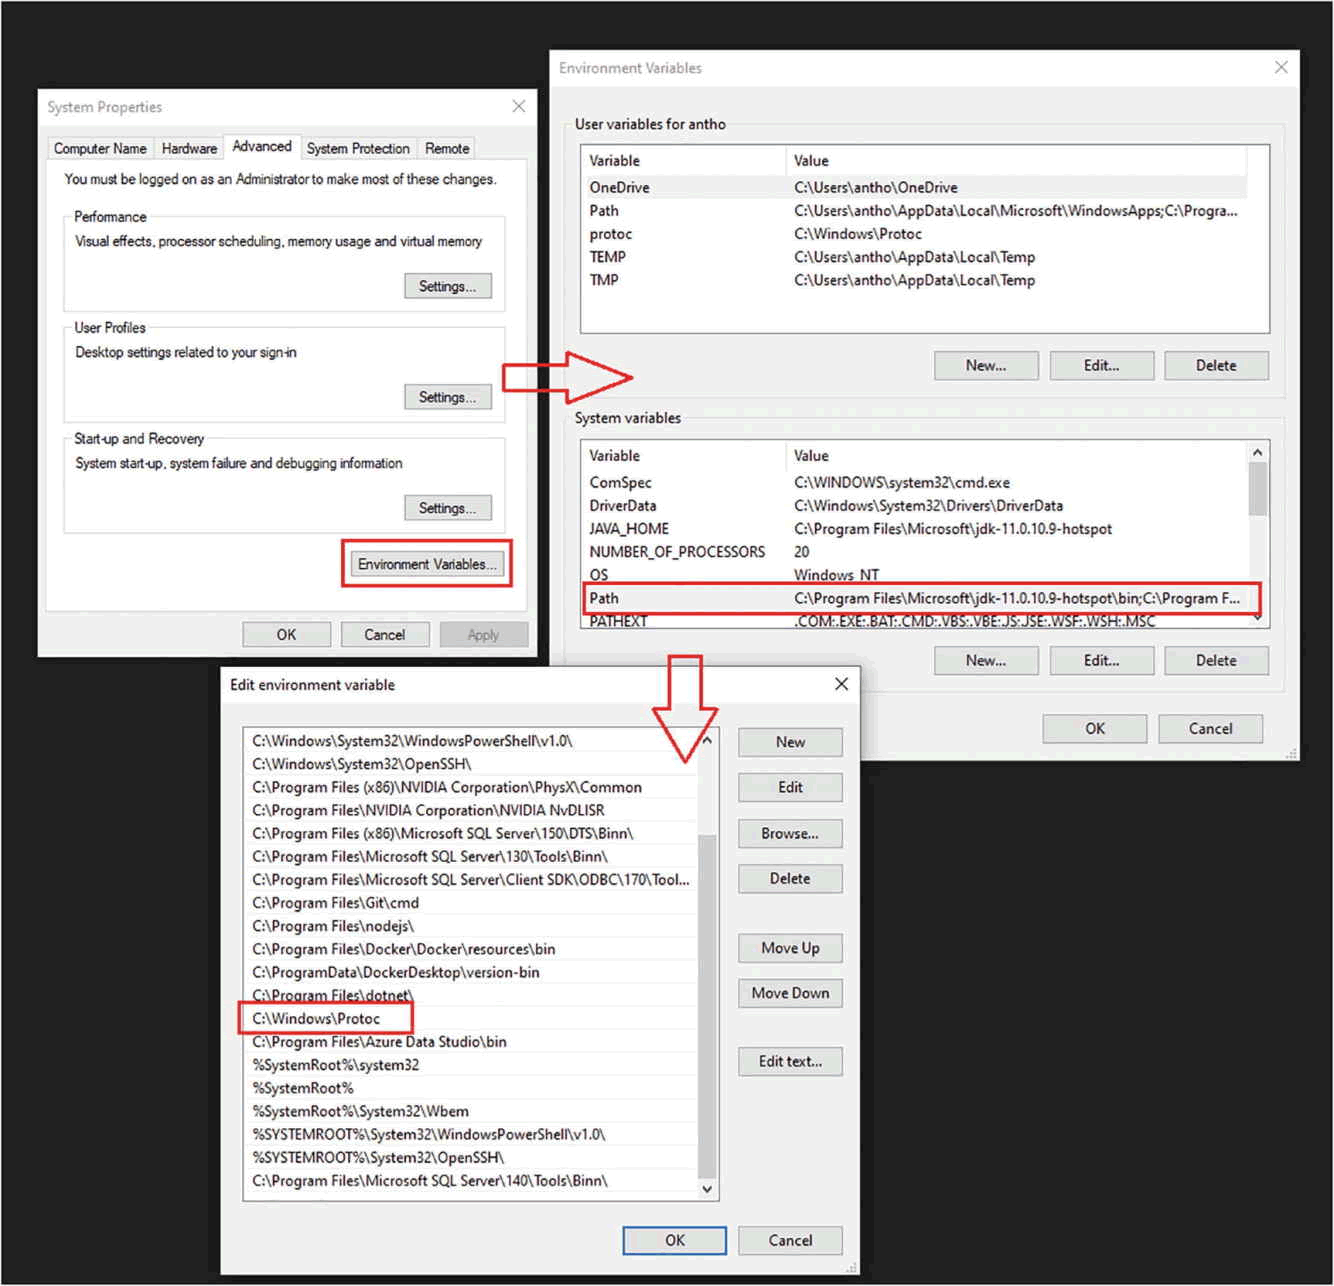 System Properties
Computer Name Hardware Advanced System Protection Remote
You must be logged on as an Administrator to make most of these changes.
Performance
Visual effects, processor scheduling, memory usage and virtual memory
Settings...
User Profiles
Desktop settings related to your sign-in
Settings...
Start-up and Recovery
System start-up, system failure and debugging information
Settings...
Environment Variables...
OK Cancel Apply
Environment Variables
User variables for antho
Variable Value
OneDrive C:\Users\antho\OneDrive
Path C:\Users\antho\AppData\Local\Microsoft\WindowsApps;C:\Progra...
protoc C:\Windows\Protoc
TEMP C:\Users\antho\AppData\Local\Temp
TMP C:\Users\antho\AppData\Local\Temp
New... Edit... Delete
System variables
Variable Value
ComSpec C:\WINDOWS\system32\cmd.exe
DriverData C:\Windows\System32\Drivers\DriverData
JAVA_HOME C:\Program Files\Microsoft\jdk-11.0.10.9-hotspot
NUMBER_OF_PROCESSORS 20
OS Windows_NT
Path C:\Program Files\Microsoft\jdk-11.0.10.9-hotspot\bin;C:\Program F...
PATHEXT .COM;.EXE;.BAT;.CMD;.VBS;.VBE;.JS;.JSE;.WSF;.WSH;.MSC
New... Edit... Delete
OK Cancel
Edit environment variable
C:\Windows\System32\WindowsPowerShell\v1.0\
C:\Windows\System32\OpenSSH\
C:\Program Files (x86)\NVIDIA Corporation\PhysX\Common
C:\Program Files\NVIDIA Corporation\NVIDIA NvDLISR
C:\Program Files (x86)\Microsoft SQL Server\150\DTS\Binn\
C:\Program Files\Microsoft SQL Server\130\Tools\Binn\
C:\Program Files\Microsoft SQL Server\Client SDK\ODBC\170\Tool...
C:\Program Files\Git\cmd
C:\Program Files\nodejs\
C:\Program Files\Docker\Docker\resources\bin
C:\ProgramData\DockerDesktop\version-bin
C:\Program Files\dotnet\
C:\Windows\Protoc
C:\Program Files\Azure Data Studio\bin
%SystemRoot%\system32
%SystemRoot%
%SystemRoot%\System32\Wbem
%SYSTEMROOT%\System32\WindowsPowerShell\v1.0\
%SYSTEMROOT%\System32\OpenSSH\
C:\Program Files\Microsoft SQL Server\140\Tools\Binn\
New
Edit
Browse...
Delete
Move Up
Move Down
Edit text...
OK Cancel